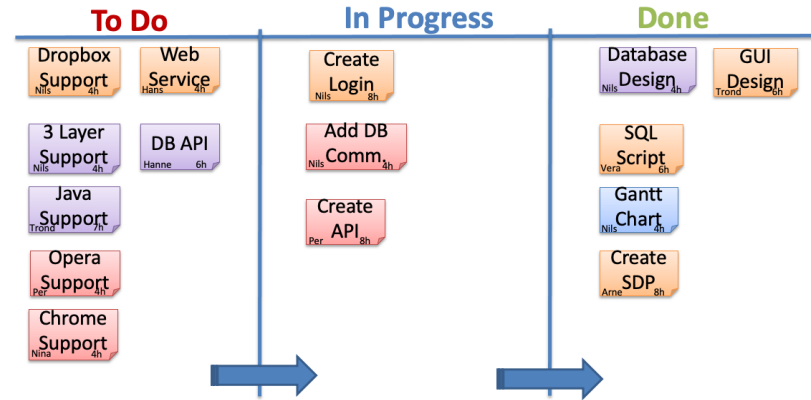 To Do
In Progress
Done
Dropbox
Support
Nils 4h
Web
Service
Hans 4h
3 Layer
Support
Nils 4h
DB API
Hanne 6h
Java
Support
Trond 7h
Opera
Support
Per 4h
Chrome
Support
Nina 4h
Create
Login
Nils 8h
Add DB
Comm.
Nils 4h
Create
API
Per 8h
Database
Design
Nils 4h
GUI
Design
Trond 6h
SQL
Script
Vera 6h
Gantt
Chart
Nils 4h
Create
SDP
Arne 8h